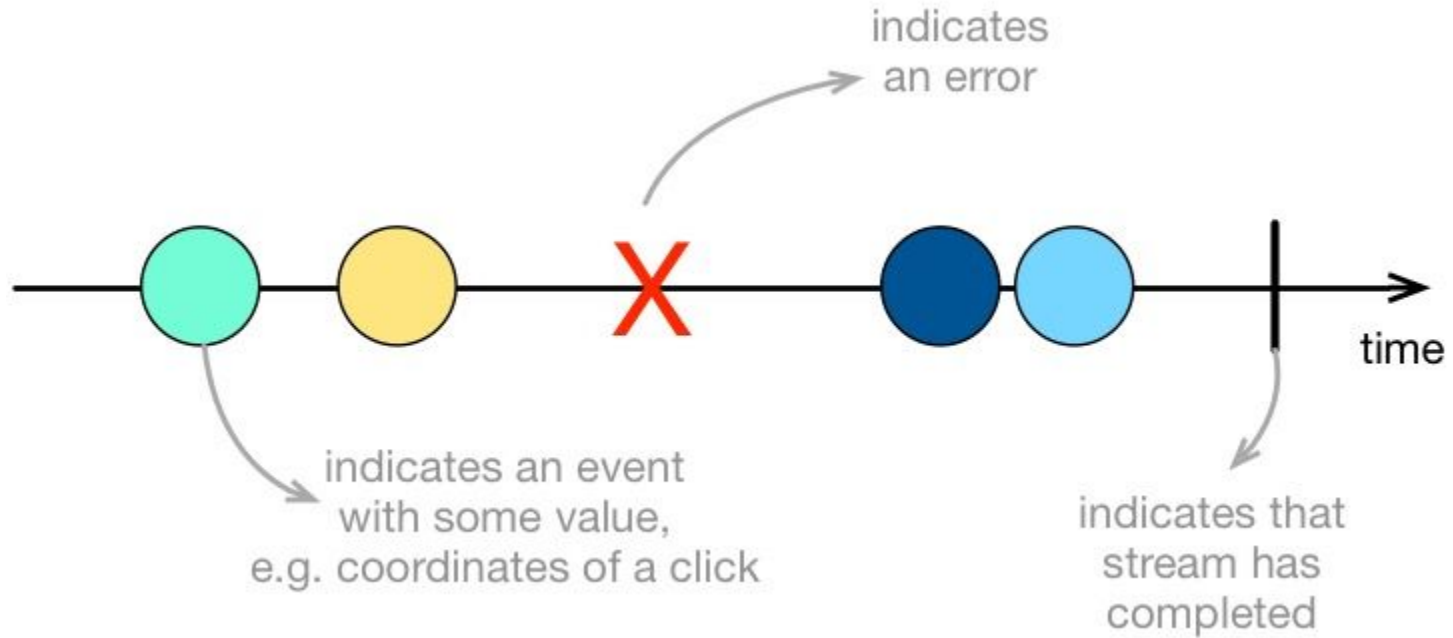 indicates
an error
time
indicates an event
with some value,
e.g. coordinates of a click
indicates that
stream has
completed